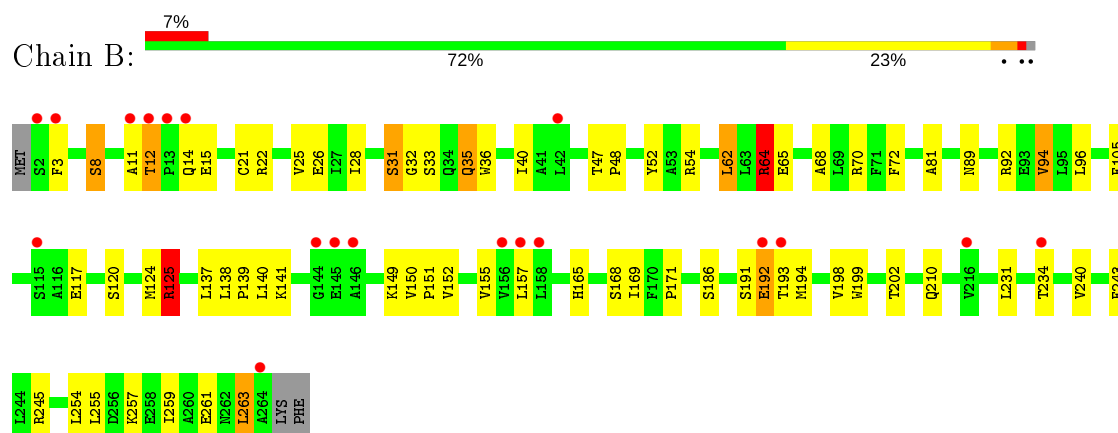 7%
Chain B:
72% 23% • ••
MET S2 F3 S8 A11 T12 P13 Q14 E15 C21 R22 V25 E26 I27 I28 S31 G32 S33 Q34 Q35 W36 I40 A41 L42 T47 P48 Y52 A53 R54 L62 L63 R64 E65 A68 L69 R70 F71 F72 A81 N89 R92 E93 V94 L95 L96
S115 A116 E117 S120 M124 R125 L137 L138 P139 L140 K141 G144 E145 A146 K149 V150 P151 V152 V155 V156 L157 L158 H165 S168 I169 F170 P171 S186 S191 E192 T193 M194 V198 W199 T202 Q210 V216 L231 T234 V240
L244 R245 L254 L255 D256 K257 E258 I259 A260 E261 N262 L263 A264 LYS PHE